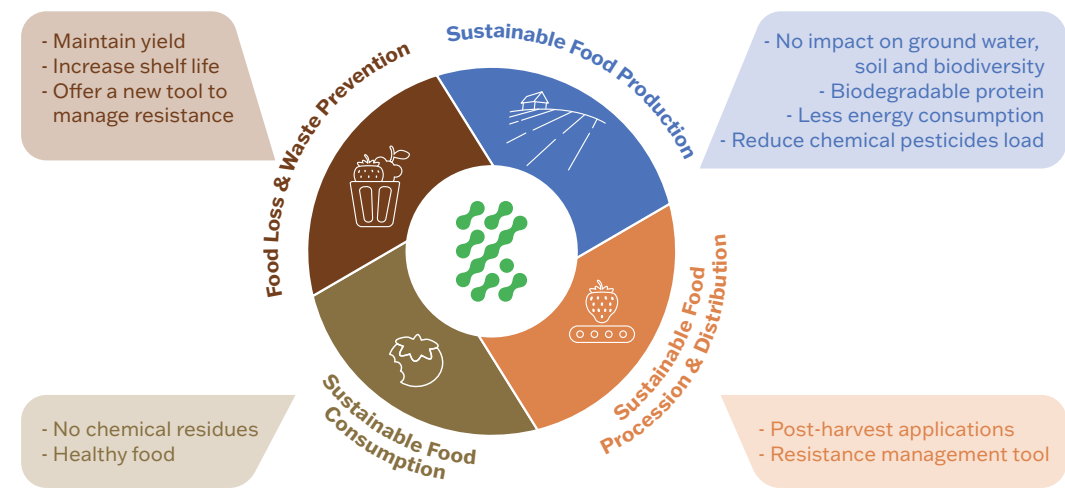 - Maintain yield
- Increase shelf life
- Offer a new tool to
manage resistance
Food Loss & Waste Prevention
Sustainable Food Production
- No impact on ground water,
soil and biodiversity
- Biodegradable protein
- Less energy consumption
- Reduce chemical pesticides load
- No chemical residues
- Healthy food
Sustainable Food
Consumption
Sustainable Food
Procession & Distribution
- Post-harvest applications
- Resistance management tool